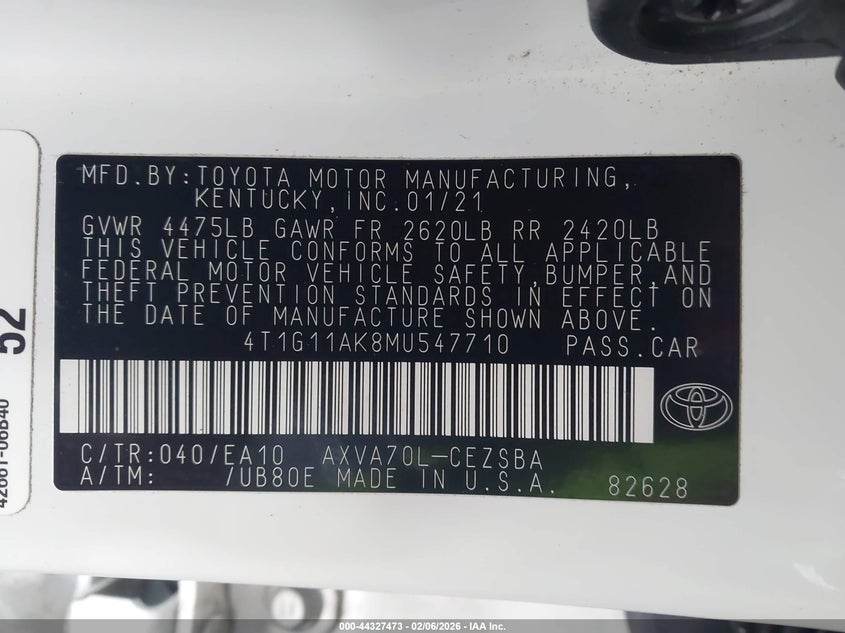 MFD.BY:TOYOTA MOTOR MANUFACTURING,
KENTUCKY,INC.01/21
GVWR 4475LB GAWR FR 2620LB RR 2420LB
THIS VEHICLE CONFORMS TO ALL APPLICABLE
FEDERAL MOTOR VEHICLE SAFETY,BUMPER,AND
THEFT PREVENTION STANDARDS IN EFFECT ON
THE DATE OF MANUFACTURE SHOWN ABOVE.
4T1G11AK8MU547710 PASS.CAR
C/TR:040/EA10 AXVA70L-CEZSBA
A/TM: /UB80E MADE IN U.S.A. 82628
52
42661-06B40
000-44327473 - 02/06/2026 - IAA Inc.